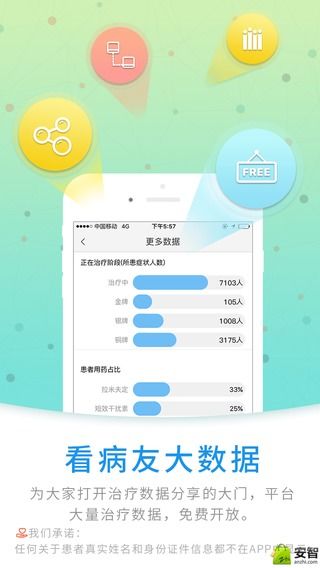 FREE
中国移动 4G 下午5:57
更多数据
正在治疗阶段(所患症状人数)
治疗中 7103人
金牌 105人
银牌 1008人
铜牌 3175人
患者用药占比
拉米夫定 33%
短效干扰素 25%
看病友大数据
为大家打开治疗数据分享的大门，平台
大量治疗数据，免费开放。
我们承诺：
任何关于患者真实姓名和身份证件信息都不在APP中显示
安智
anzhi.com